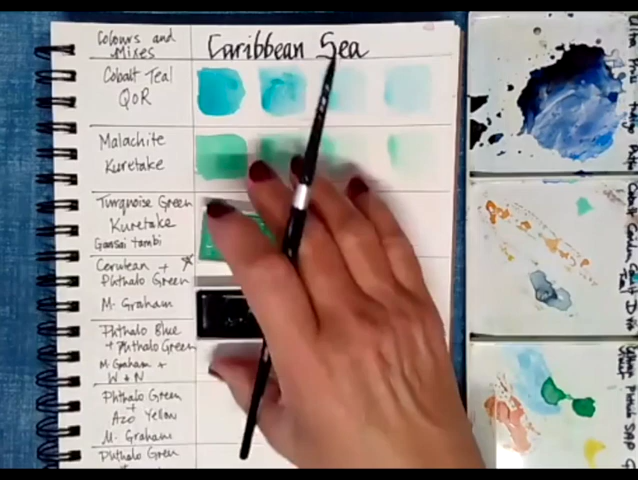 Colours and
Mixes
Caribbean Sea
Cobalt Teal
QoR
Malachite
Kuretake
Turquoise Green
Kuretake
Gansai tambi
Cerulean +
Phthalo Green
M. Graham
Phthalo Blue
+ Phthalo Green
M. Graham +
W + N
Phthalo Green
+
Azo Yellow
M. Graham
Phthalo Green